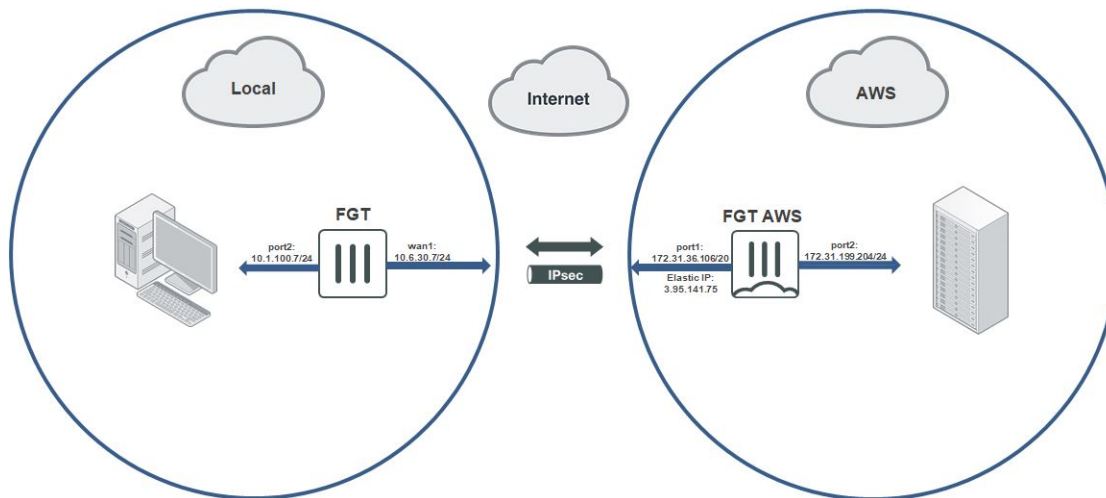 Local
Internet
AWS
FGT
FGT AWS
port2:
10.1.100.7/24
wan1:
10.6.30.7/24
IPsec
port1:
172.31.36.106/20
Elastic IP:
3.95.141.75
port2:
172.31.199.204/24